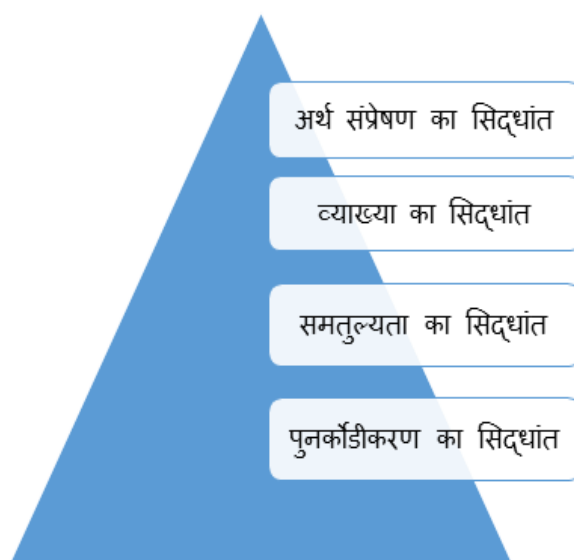 अर्थ संप्रेषण का सिद्धांत
व्याख्या का सिद्धांत
समतुल्यता का सिद्धांत
पुनर्कोडीकरण का सिद्धांत